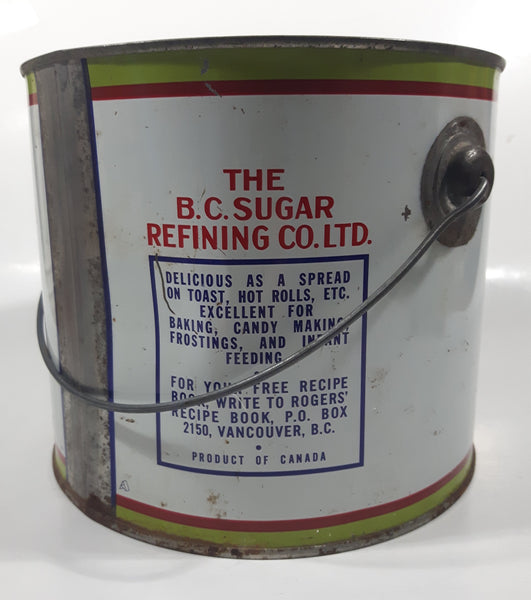 THE
B.C. SUGAR
REFINING CO. LTD.
DELICIOUS AS A SPREAD
ON TOAST, HOT ROLLS, ETC.
EXCELLENT FOR
BAKING, CANDY MAKING,
FROSTINGS, AND INFANT
FEEDING
FOR YOUR FREE RECIPE
BOOK, WRITE TO ROGERS'
RECIPE BOOK, P.O. BOX
2150, VANCOUVER, B.C.
•
PRODUCT OF CANADA